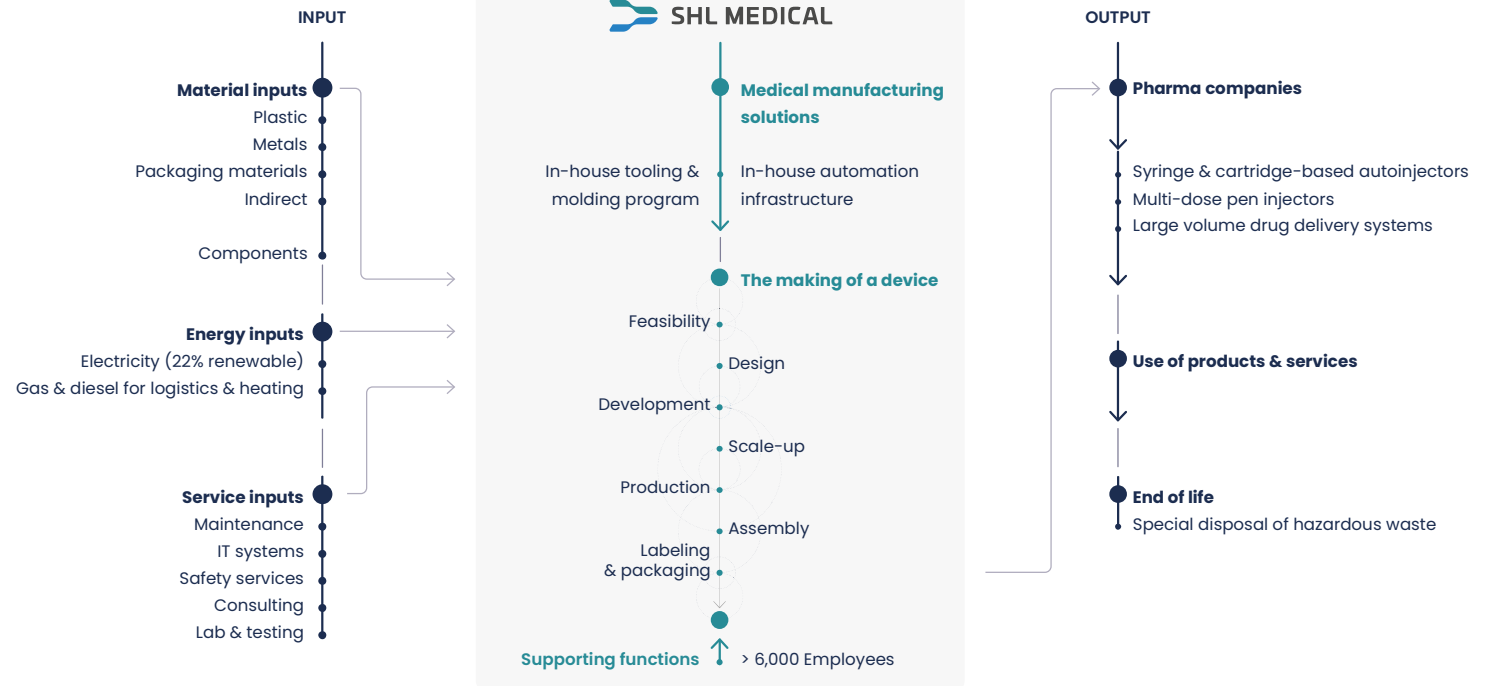 INPUT
Material inputs
Plastic
Metals
Packaging materials
Indirect
Components
Energy inputs
Electricity (22% renewable)
Gas & diesel for logistics & heating
Service inputs
Maintenance
IT systems
Safety services
Consulting
Lab & testing
SHL MEDICAL
Medical manufacturing
solutions
In-house tooling &
molding program
In-house automation
infrastructure
The making of a device
Feasibility
Design
Development
Scale-up
Production
Assembly
Labeling
& packaging
Supporting functions
> 6,000 Employees
OUTPUT
Pharma companies
Syringe & cartridge-based autoinjectors
Multi-dose pen injectors
Large volume drug delivery systems
Use of products & services
End of life
Special disposal of hazardous waste